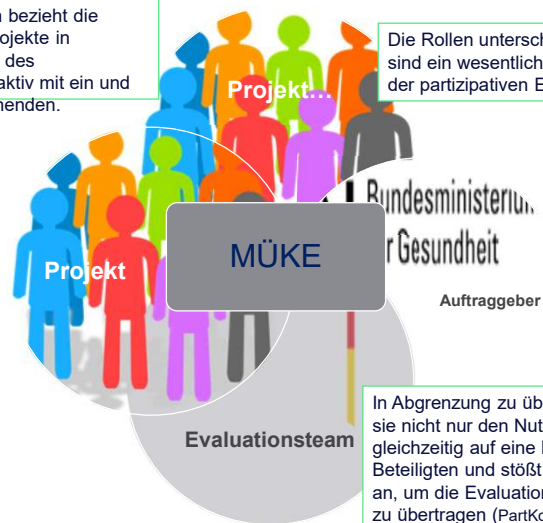 bezieht die
ojekte in
des
aktiv mit ein und
henden.
Die Rollen untersch
sind ein wesentlich
der partizipativen E
Projekt...
Bundesministeriu
r Gesundheit
MÜKE
Projekt
Auftraggeber
Evaluationsteam
In Abgrenzung zu üb
sie nicht nur den Nut
gleichzeitig auf eine
Beteiligten und stößt
an, um die Evaluation
zu übertragen (PartKo